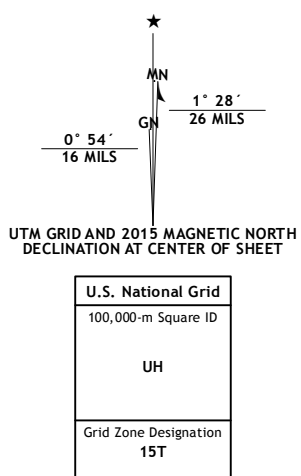 ★
MN
1° 28´
26 MILS
GN
0° 54´
16 MILS
UTM GRID AND 2015 MAGNETIC NORTH
DECLINATION AT CENTER OF SHEET
U.S. National Grid
100,000-m Square ID
UH
Grid Zone Designation
15T